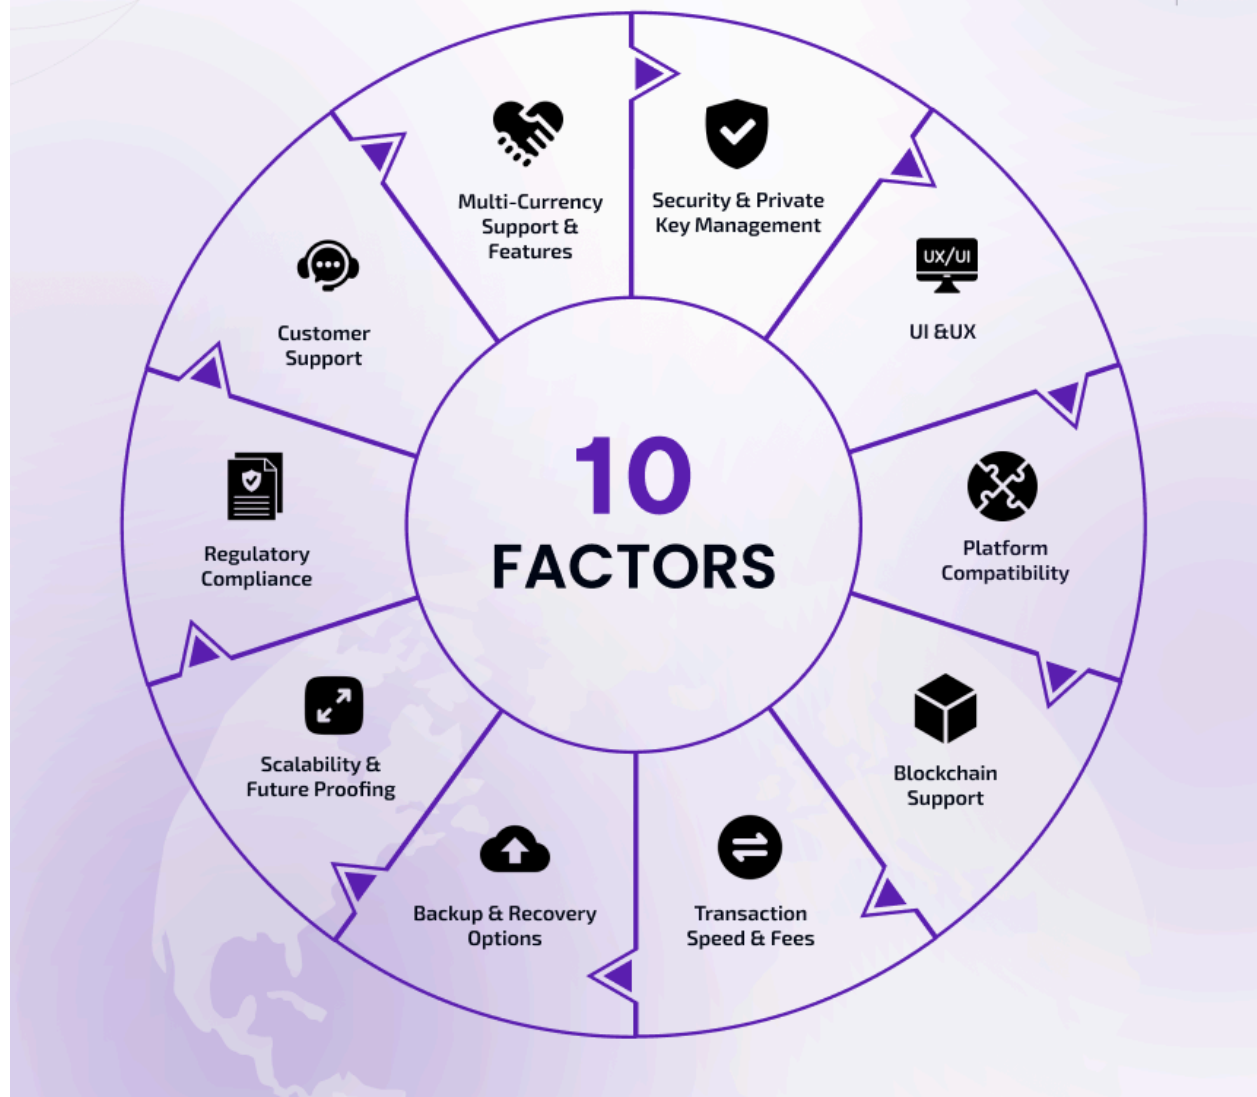 Multi-Currency
Support &
Features
Security & Private
Key Management
UX/UI
UI &UX
Platform
Compatibility
Blockchain
Support
Transaction
Speed & Fees
Backup & Recovery
Options
Scalability &
Future Proofing
Regulatory
Compliance
Customer
Support
10
FACTORS